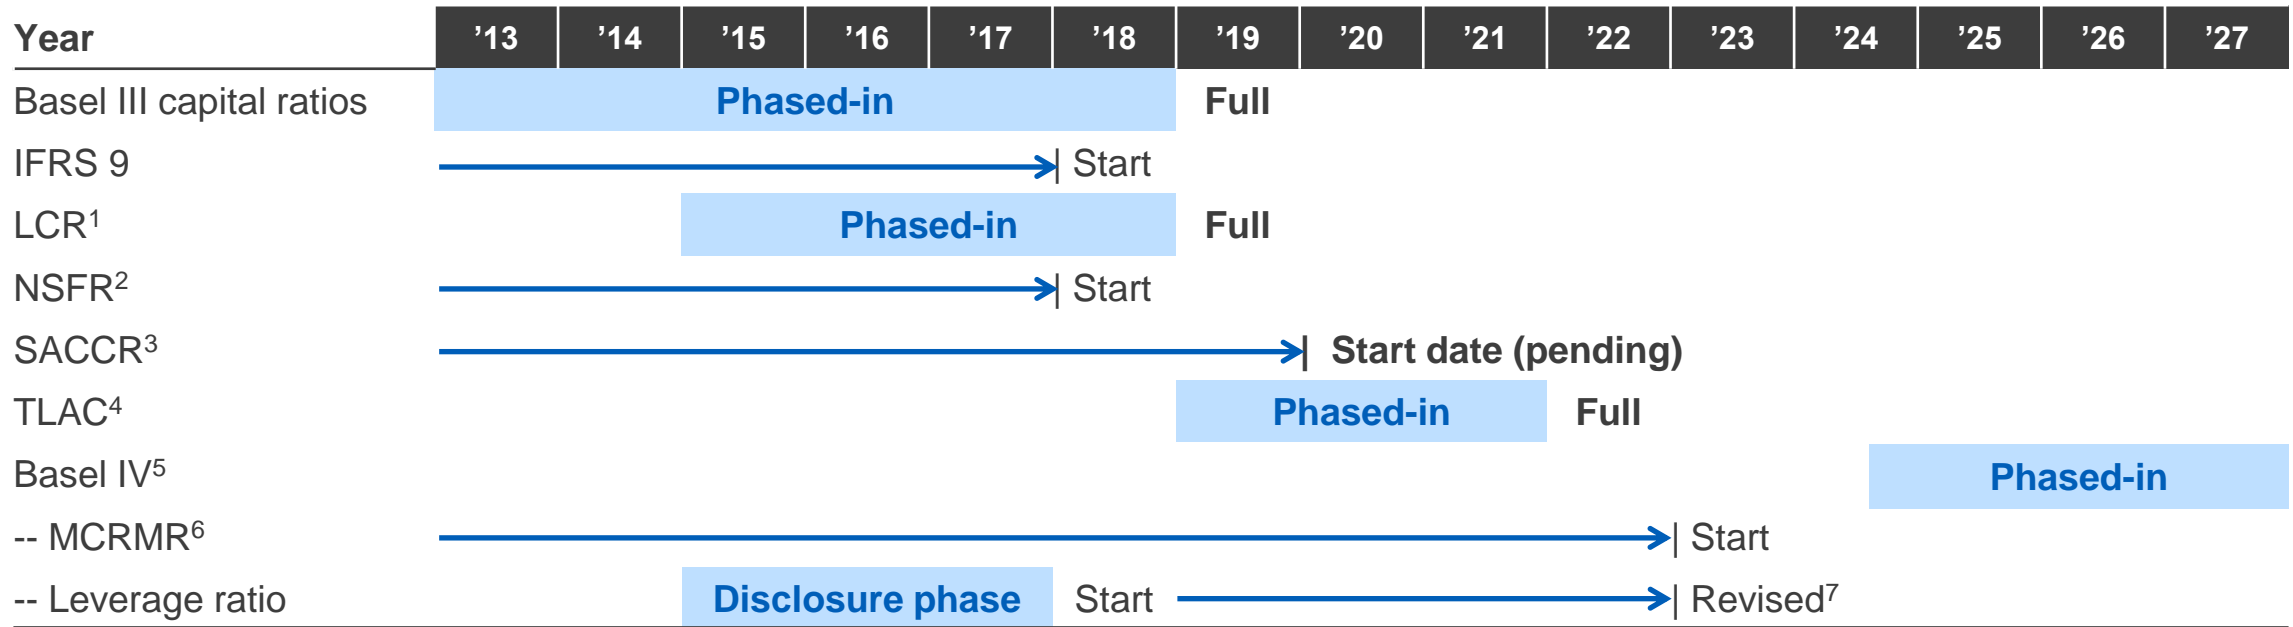 Year ’13 ’14 ’15 ’16 ’17 ’18 ’19 ’20 ’21 ’22 ’23 ’24 ’25 ’26 ’27
Basel III capital ratios Phased-in Full
IFRS 9 | Start
LCR¹ Phased-in Full
NSFR² | Start
SACCR³ | Start date (pending)
TLAC⁴ Phased-in Full
Basel IV⁵ Phased-in
-- MCRMR⁶ | Start
-- Leverage ratio Disclosure phase Start | Revised⁷